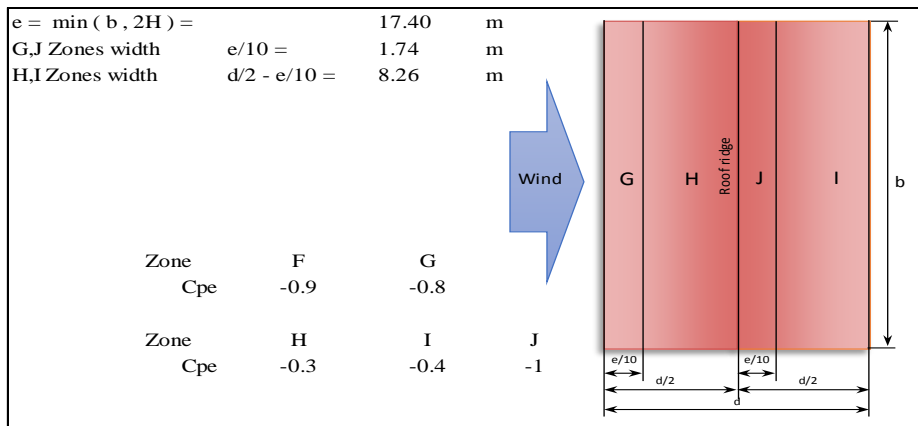 e = min ( b , 2H ) = 17.40 m
G,J Zones width e/10 = 1.74 m
H,I Zones width d/2 - e/10 = 8.26 m
Wind
G H Roof ridge J I b
Zone F G
Cpe -0.9 -0.8
Zone H I J
Cpe -0.3 -0.4 -1
e/10 e/10
d/2 d/2
d